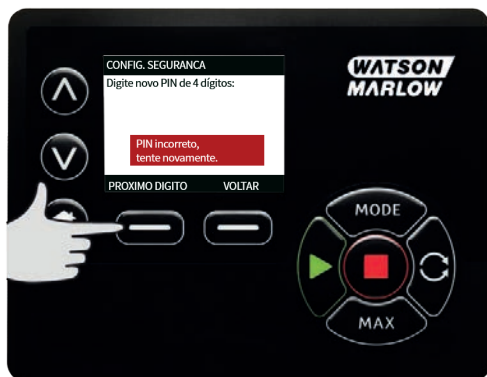 CONFIG. SEGURANCA
WATSON
MARLOW
Digite novo PIN de 4 dígitos:
PIN incorreto,
tente novamente.
PROXIMO DIGITO VOLTAR
MODE
MAX